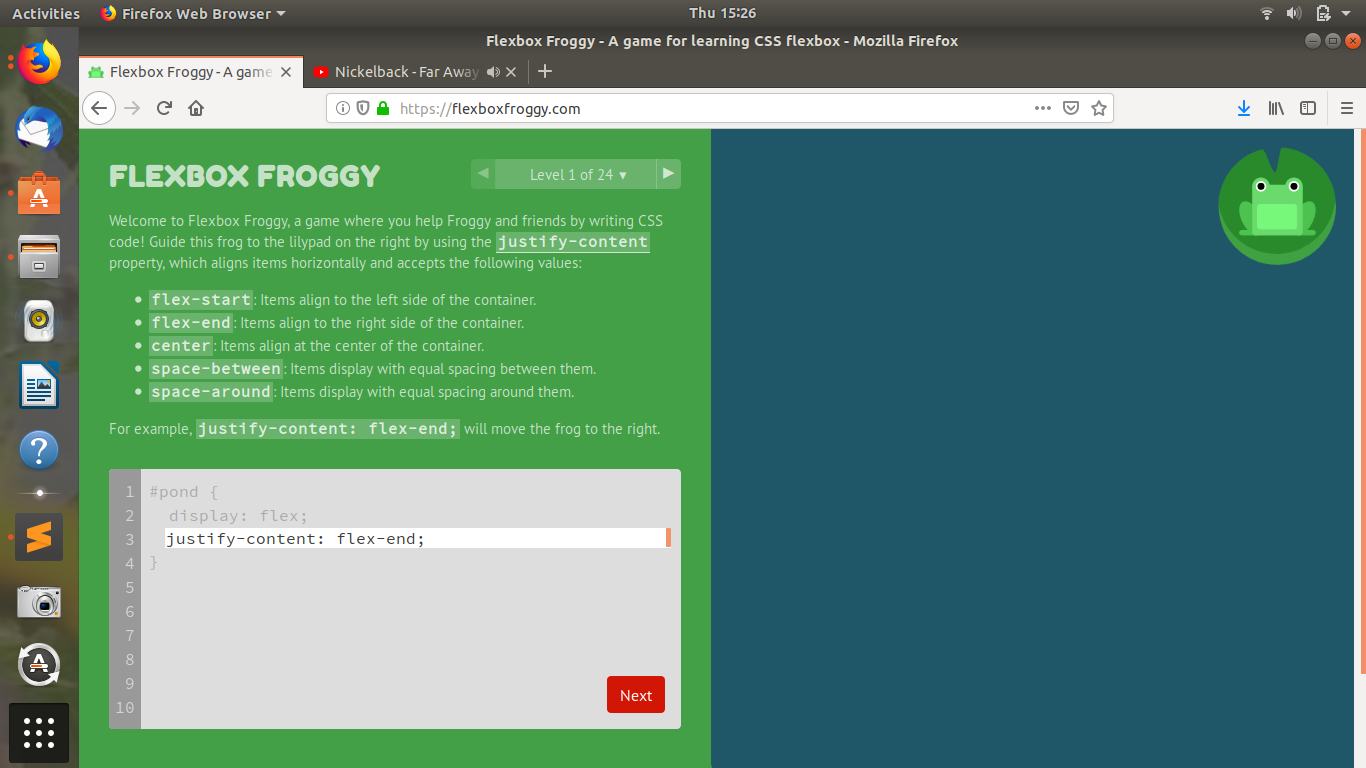 Activities Firefox Web Browser Thu 15:26
Flexbox Froggy - A game for learning CSS flexbox - Mozilla Firefox
Flexbox Froggy - A game Nickelback - Far Away
https://flexboxfroggy.com
FLEXBOX FROGGY
Level 1 of 24 ▾
Welcome to Flexbox Froggy, a game where you help Froggy and friends by writing CSS
code! Guide this frog to the lilypad on the right by using the justify-content
property, which aligns items horizontally and accepts the following values:
• flex-start: Items align to the left side of the container.
• flex-end: Items align to the right side of the container.
• center: Items align at the center of the container.
• space-between: Items display with equal spacing between them.
• space-around: Items display with equal spacing around them.
For example, justify-content: flex-end; will move the frog to the right.
1 #pond {
2 display: flex;
3 justify-content: flex-end;
4 }
5
6
7
8
9
10
Next